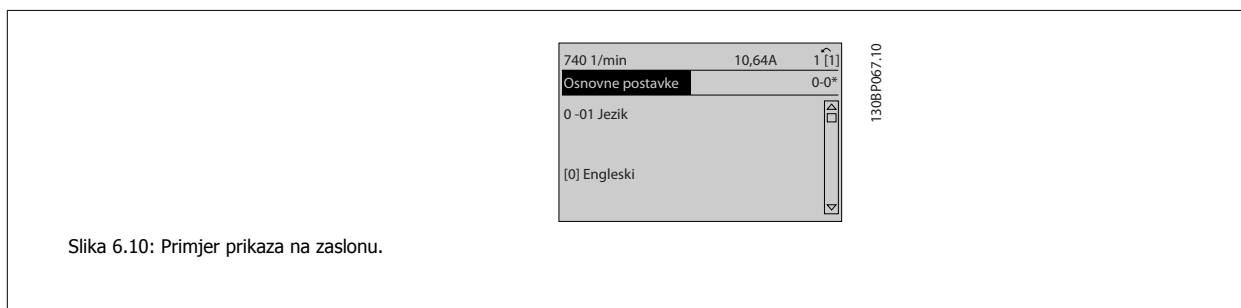 740 1/min 10,64A 1 [1]
Osnovne postavke 0-0*
0 -01 Jezik
[0] Engleski
130BP067.10
Slika 6.10: Primjer prikaza na zaslonu.